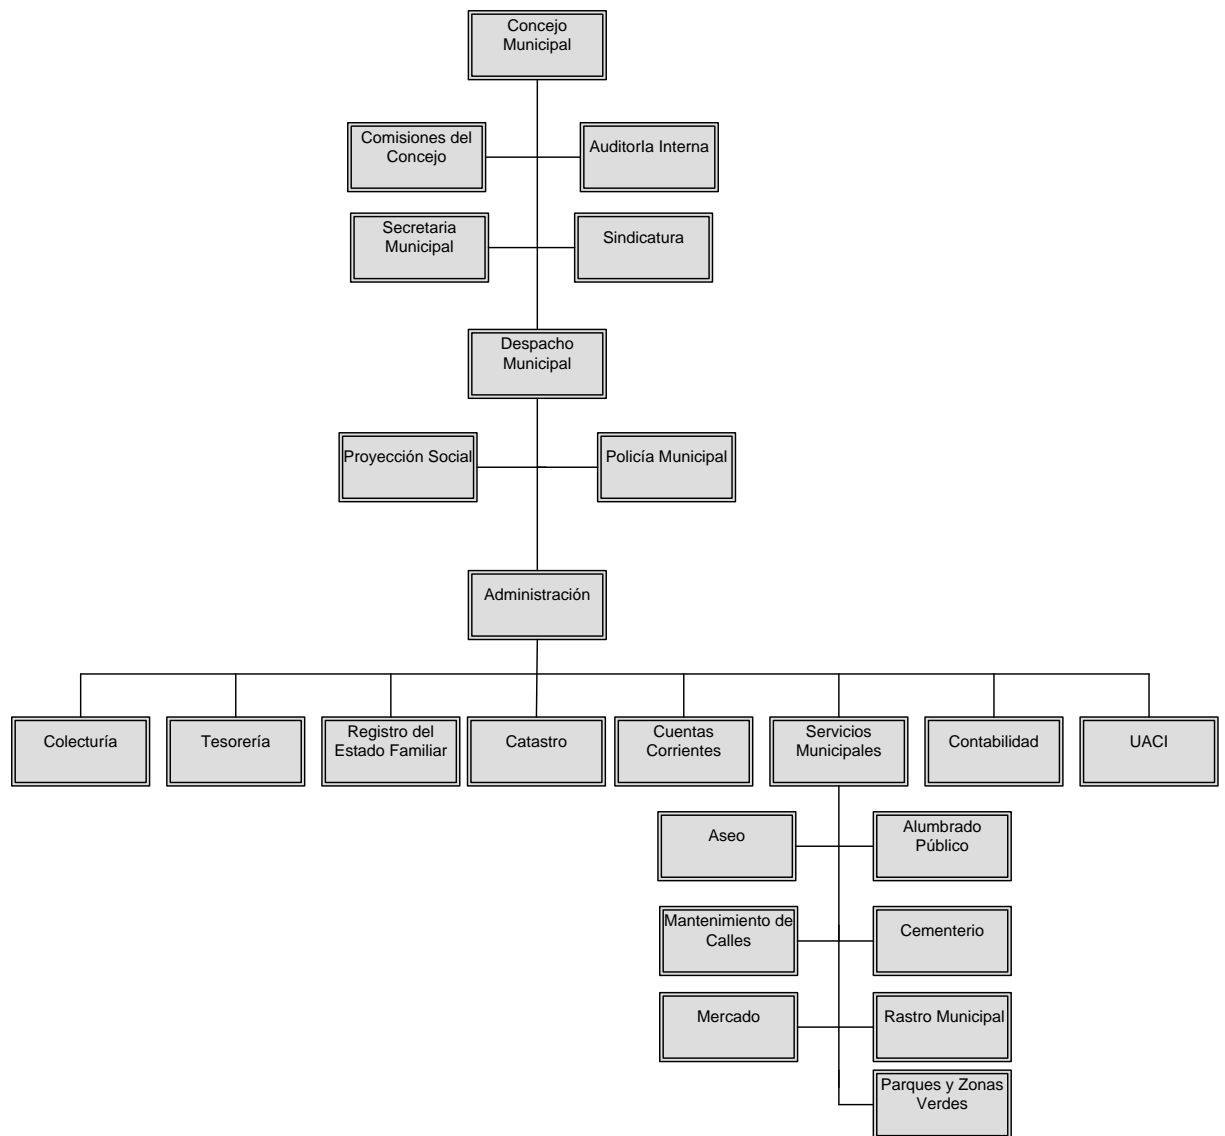 Concejo
Municipal
Comisiones del
Concejo
AuditorIa Interna
Secretaria
Municipal
Sindicatura
Despacho
Municipal
Proyección Social
Policía Municipal
Administración
Colecturía
Tesorería
Registro del
Estado Familiar
Catastro
Cuentas
Corrientes
Servicios
Municipales
Contabilidad
UACI
Aseo
Alumbrado
Público
Mantenimiento de
Calles
Cementerio
Mercado
Rastro Municipal
Parques y Zonas
Verdes